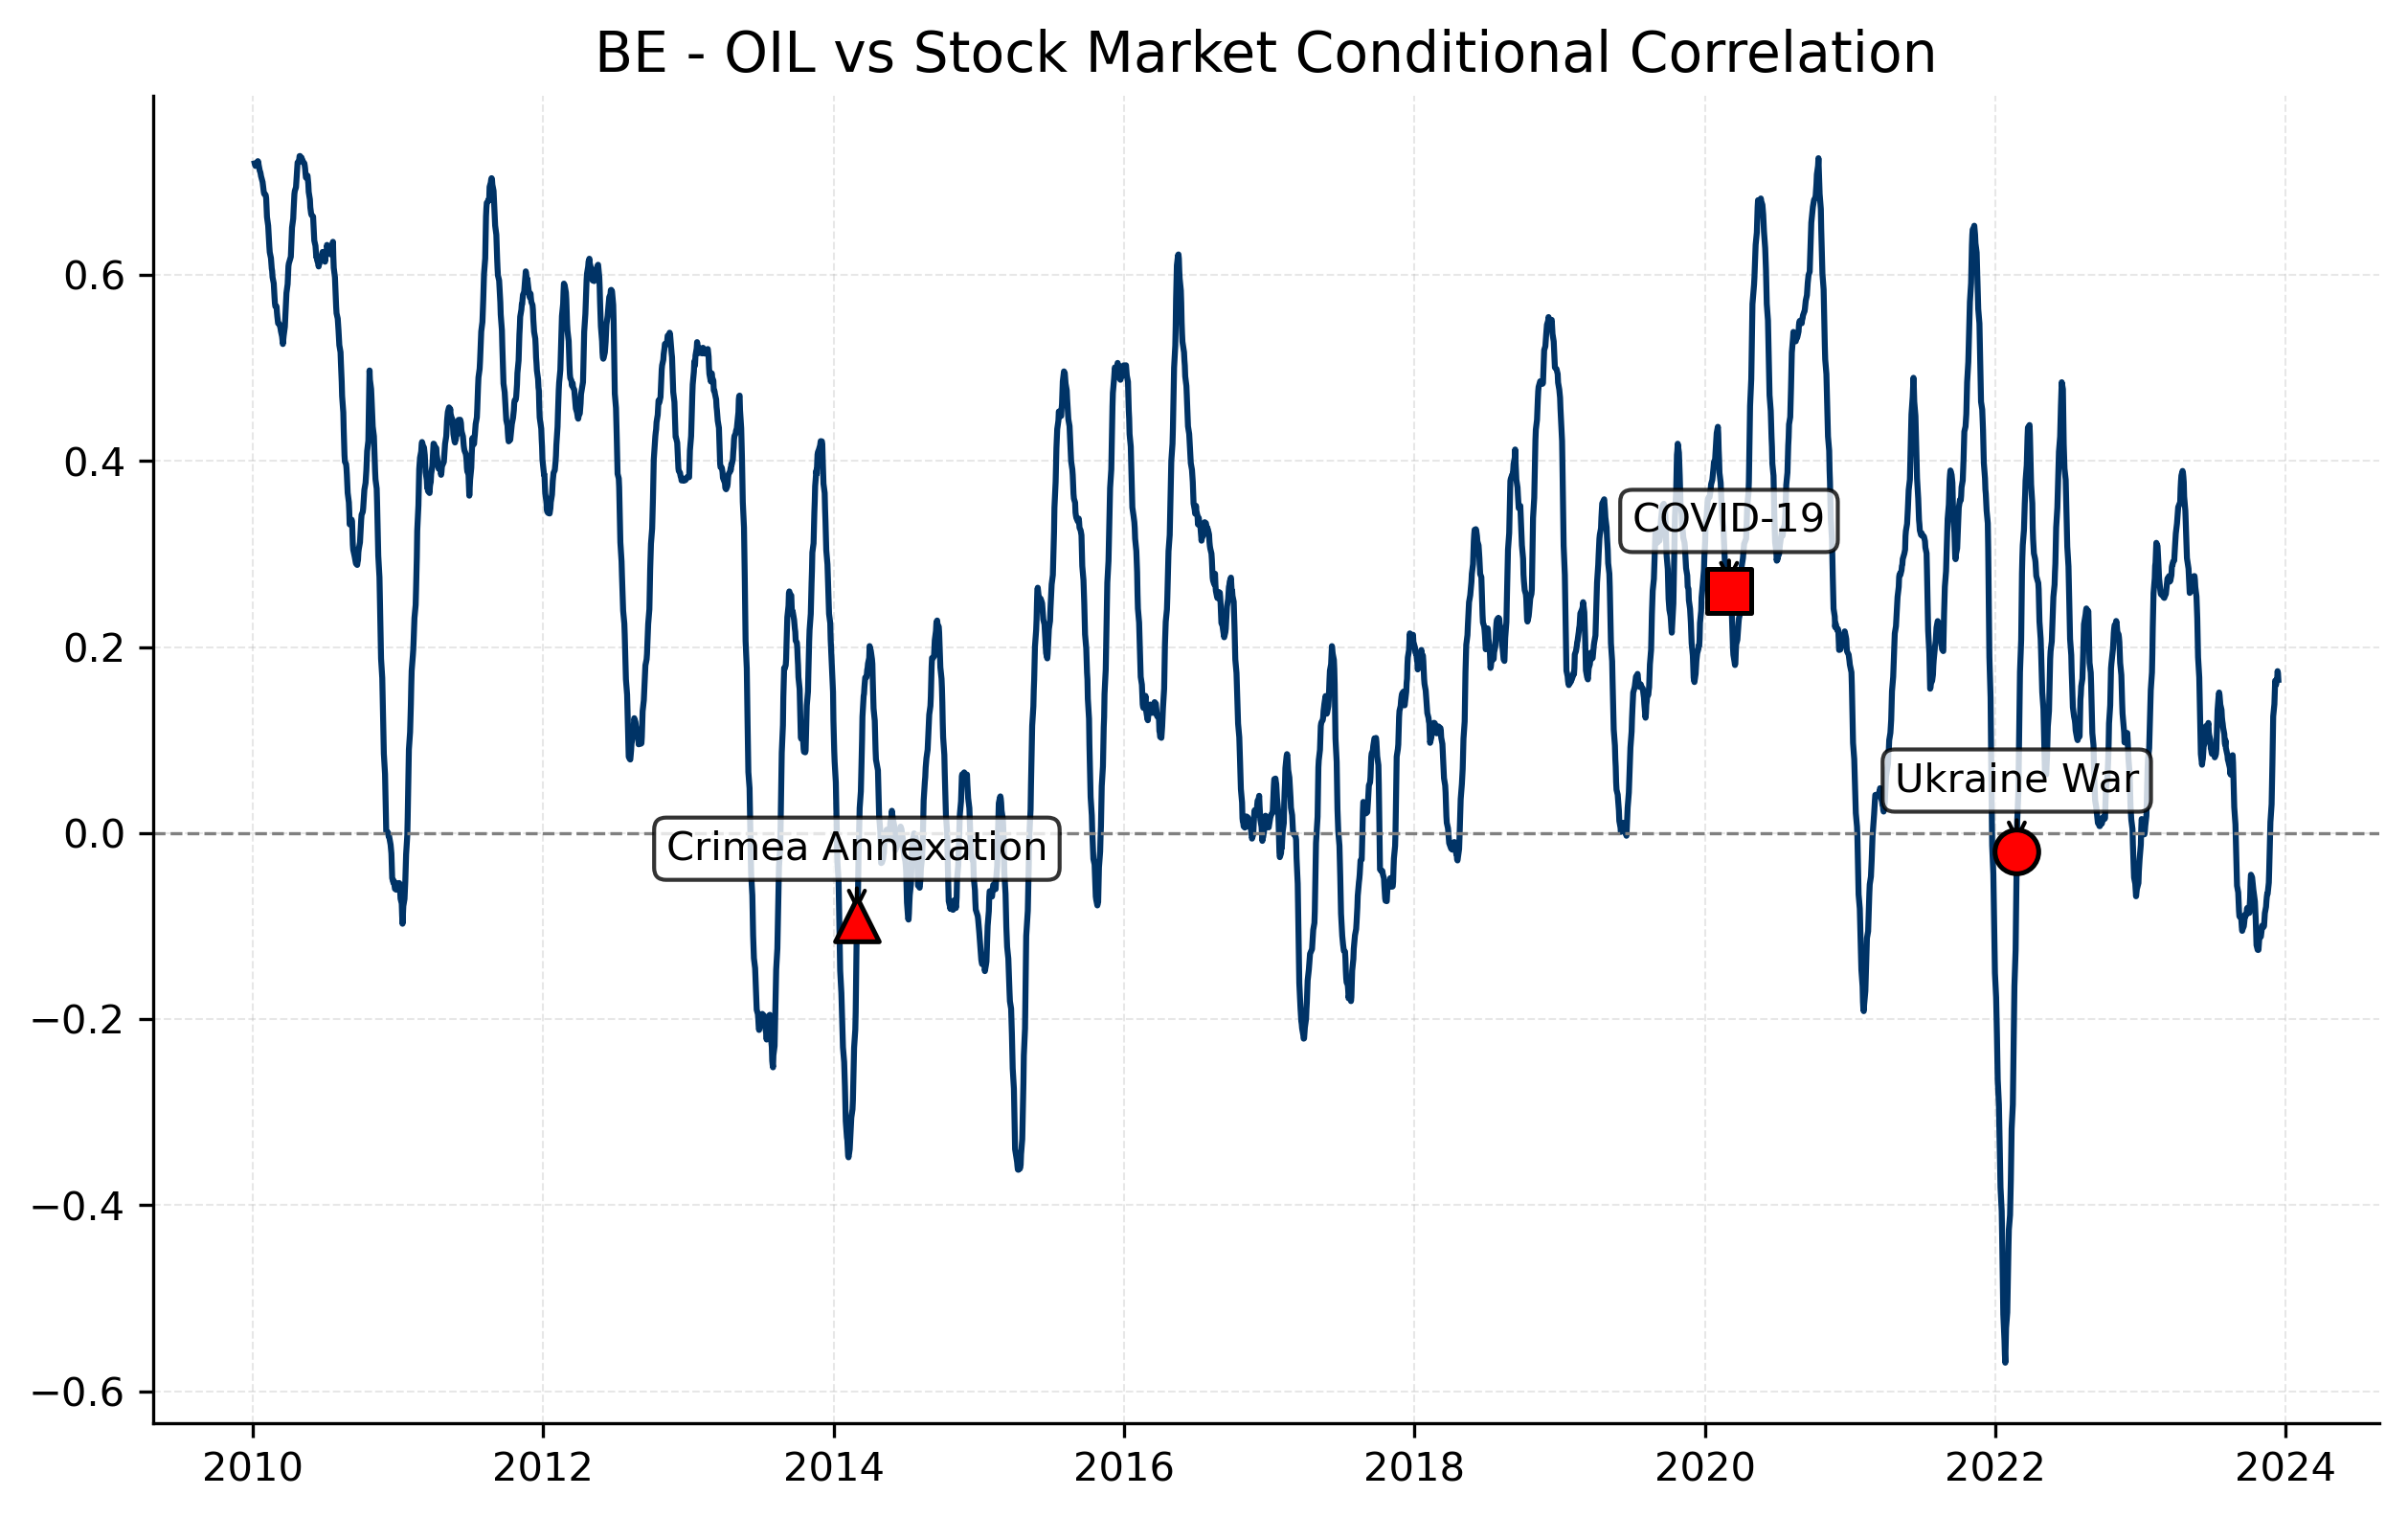 BE - OIL vs Stock Market Conditional Correlation
0.6
0.4
COVID-19
0.2
Ukraine War
0.0
Crimea Annexation
−0.2
−0.4
−0.6
2010 2012 2014 2016 2018 2020 2022 2024